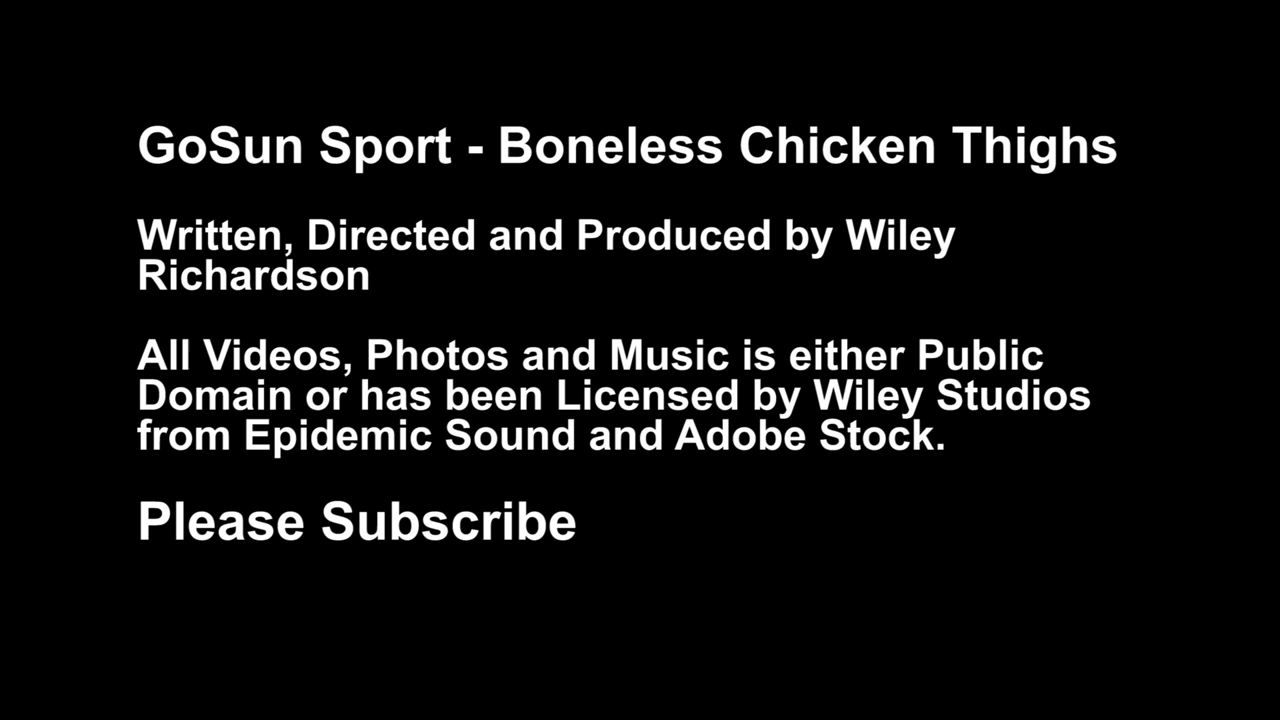 GoSun Sport - Boneless Chicken Thighs
Written, Directed and Produced by Wiley
Richardson
All Videos, Photos and Music is either Public
Domain or has been Licensed by Wiley Studios
from Epidemic Sound and Adobe Stock.
Please Subscribe